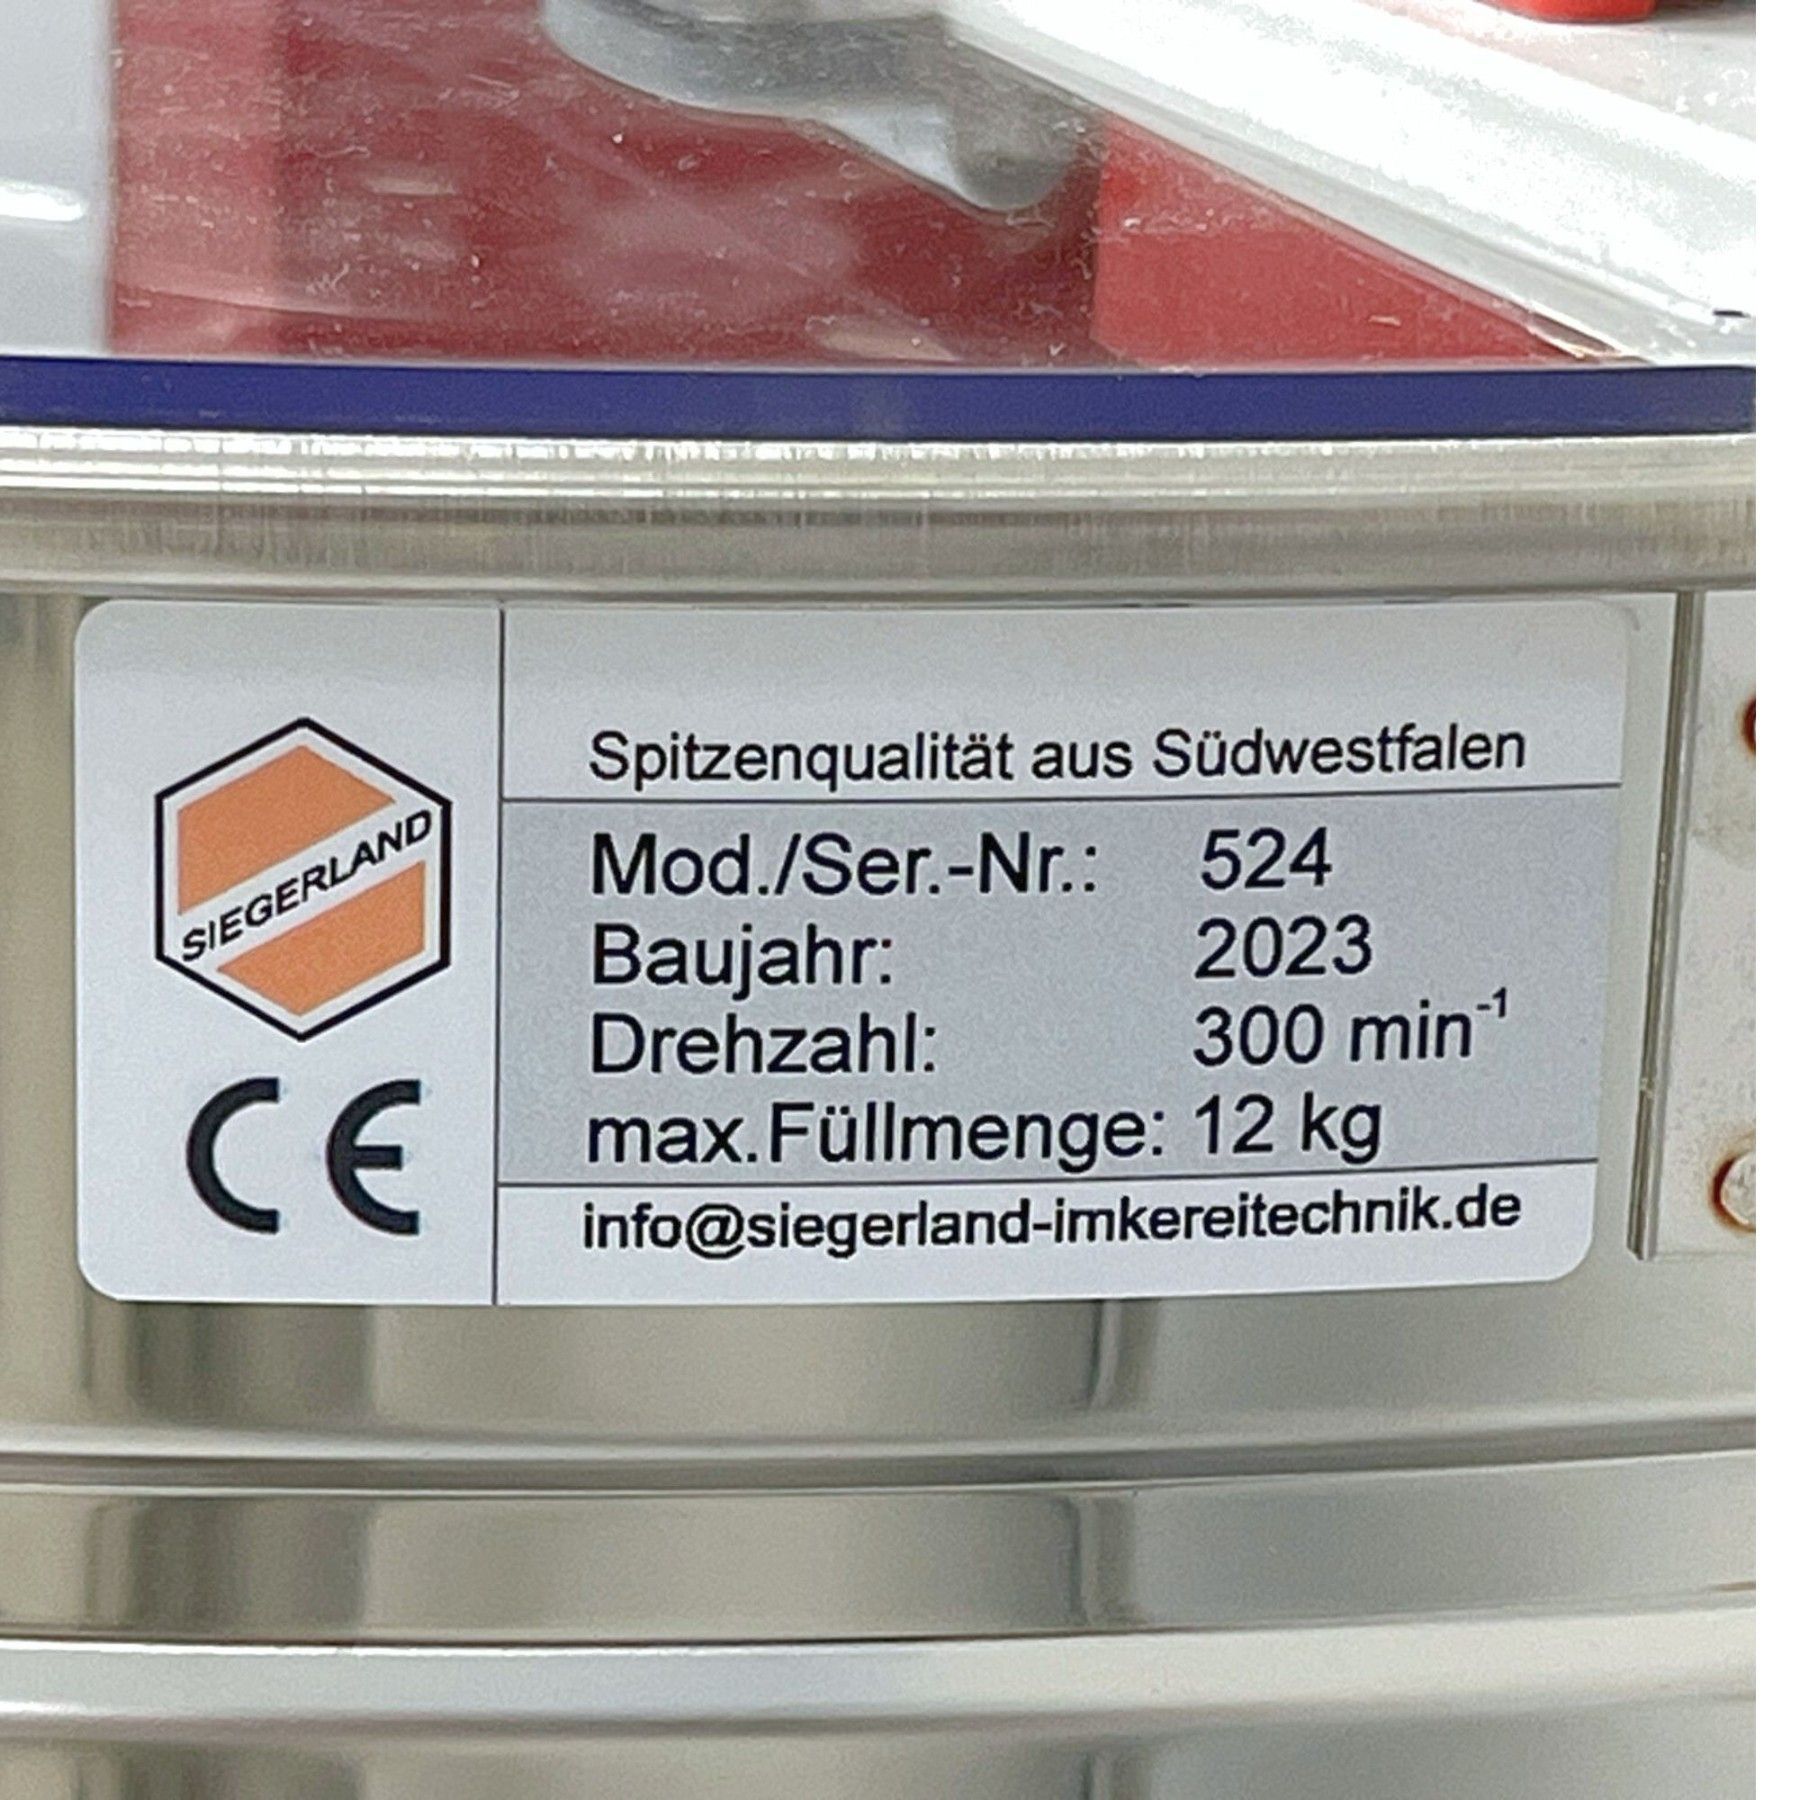 SIEGERLAND
CE
Spitzenqualität aus Südwestfalen
Mod./Ser.-Nr.: 524
Baujahr: 2023
Drehzahl: 300 min⁻¹
max.Füllmenge: 12 kg
info@siegerland-imkereitechnik.de